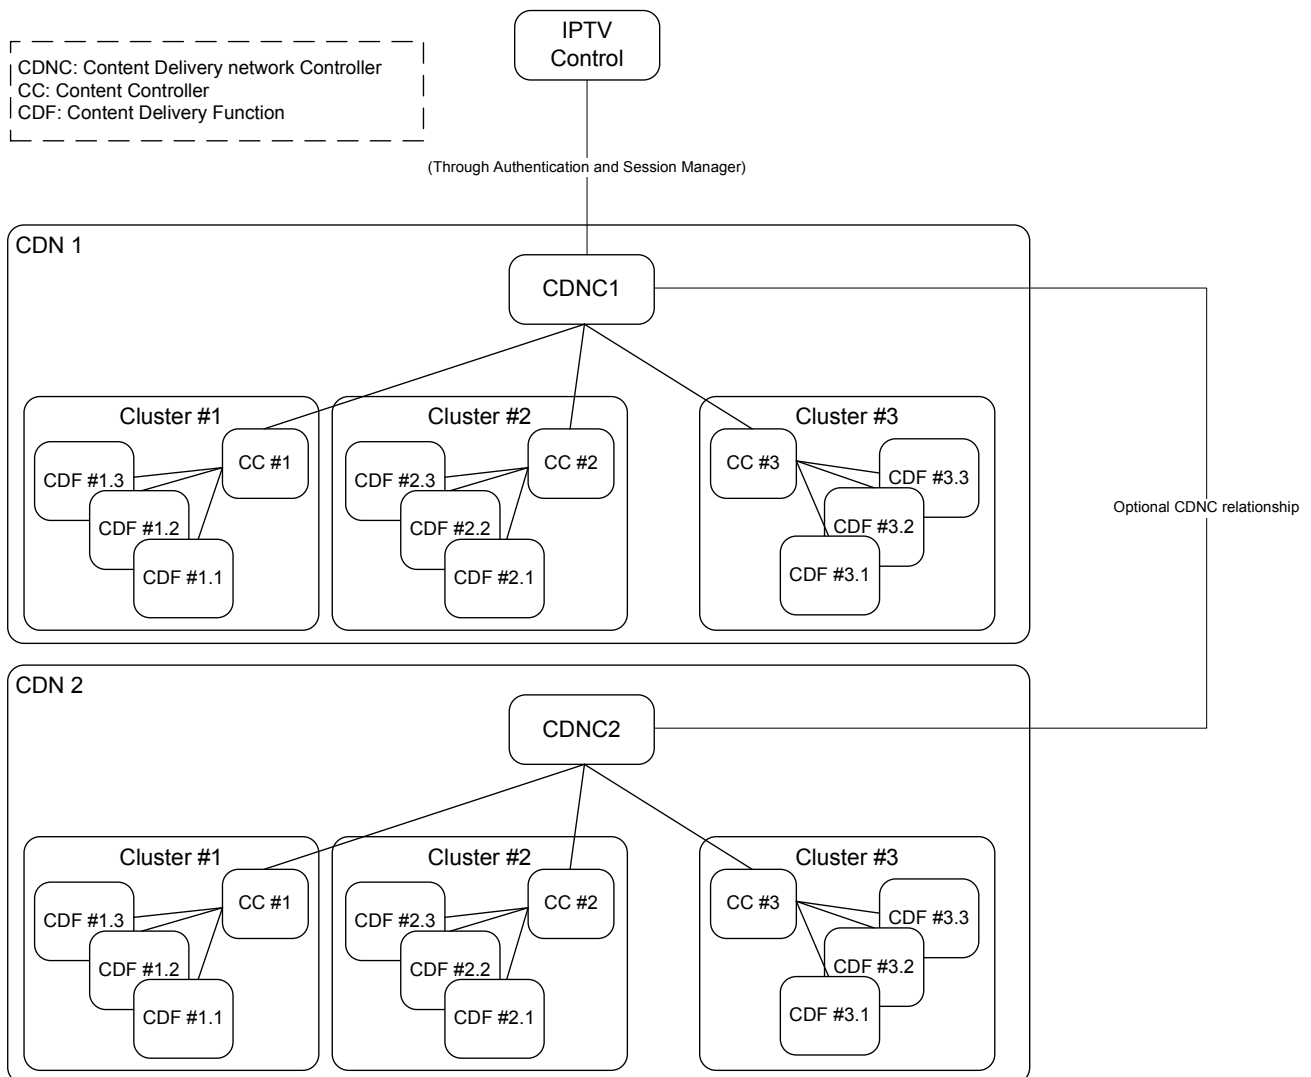 IPTV
Control
CDNC: Content Delivery network Controller
CC: Content Controller
CDF: Content Delivery Function
(Through Authentication and Session Manager)
CDN 1
CDNC1
Cluster #1
Cluster #2
Cluster #3
CC #1
CDF #1.3
CDF #1.2
CDF #1.1
CC #2
CDF #2.3
CDF #2.2
CDF #2.1
CC #3
CDF #3.3
CDF #3.2
CDF #3.1
Optional CDNC relationship
CDN 2
CDNC2
Cluster #1
Cluster #2
Cluster #3
CC #1
CDF #1.3
CDF #1.2
CDF #1.1
CC #2
CDF #2.3
CDF #2.2
CDF #2.1
CC #3
CDF #3.3
CDF #3.2
CDF #3.1